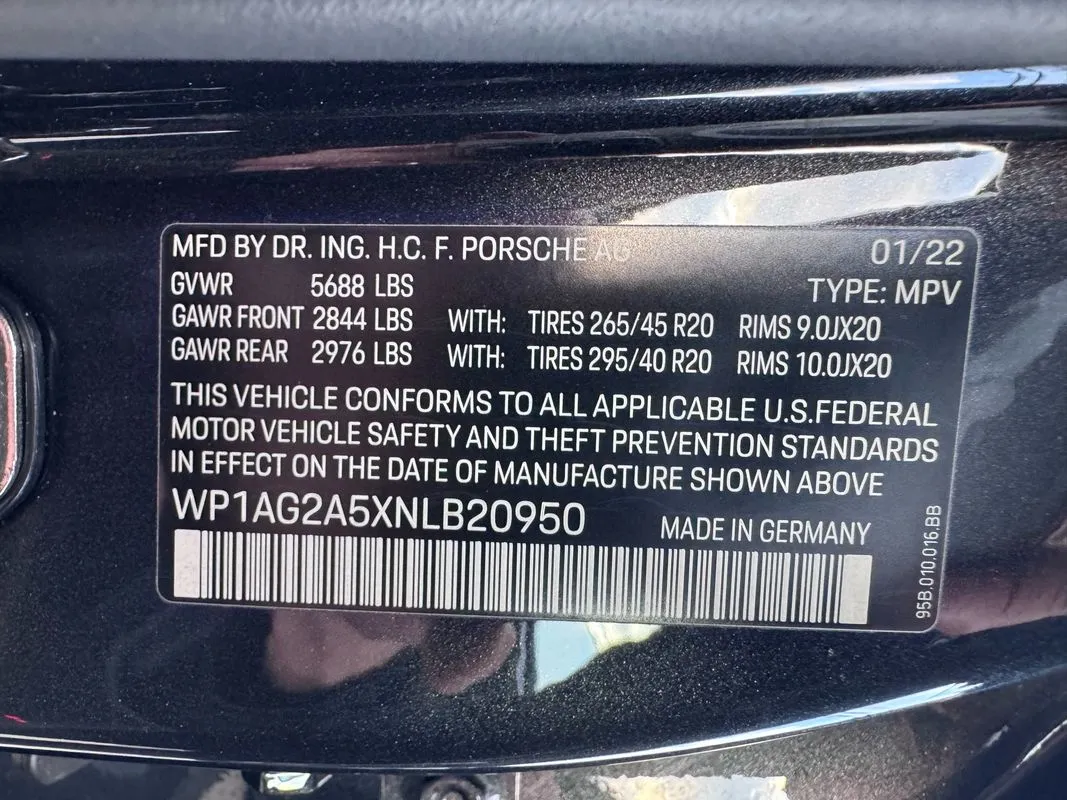 MFD BY DR. ING. H.C. F. PORSCHE AG 01/22
GVWR 5688 LBS TYPE: MPV
GAWR FRONT 2844 LBS WITH: TIRES 265/45 R20 RIMS 9.0JX20
GAWR REAR 2976 LBS WITH: TIRES 295/40 R20 RIMS 10.0JX20
THIS VEHICLE CONFORMS TO ALL APPLICABLE U.S.FEDERAL
MOTOR VEHICLE SAFETY AND THEFT PREVENTION STANDARDS
IN EFFECT ON THE DATE OF MANUFACTURE SHOWN ABOVE
WP1AG2A5XNLB20950 MADE IN GERMANY
95B.010.016.BB